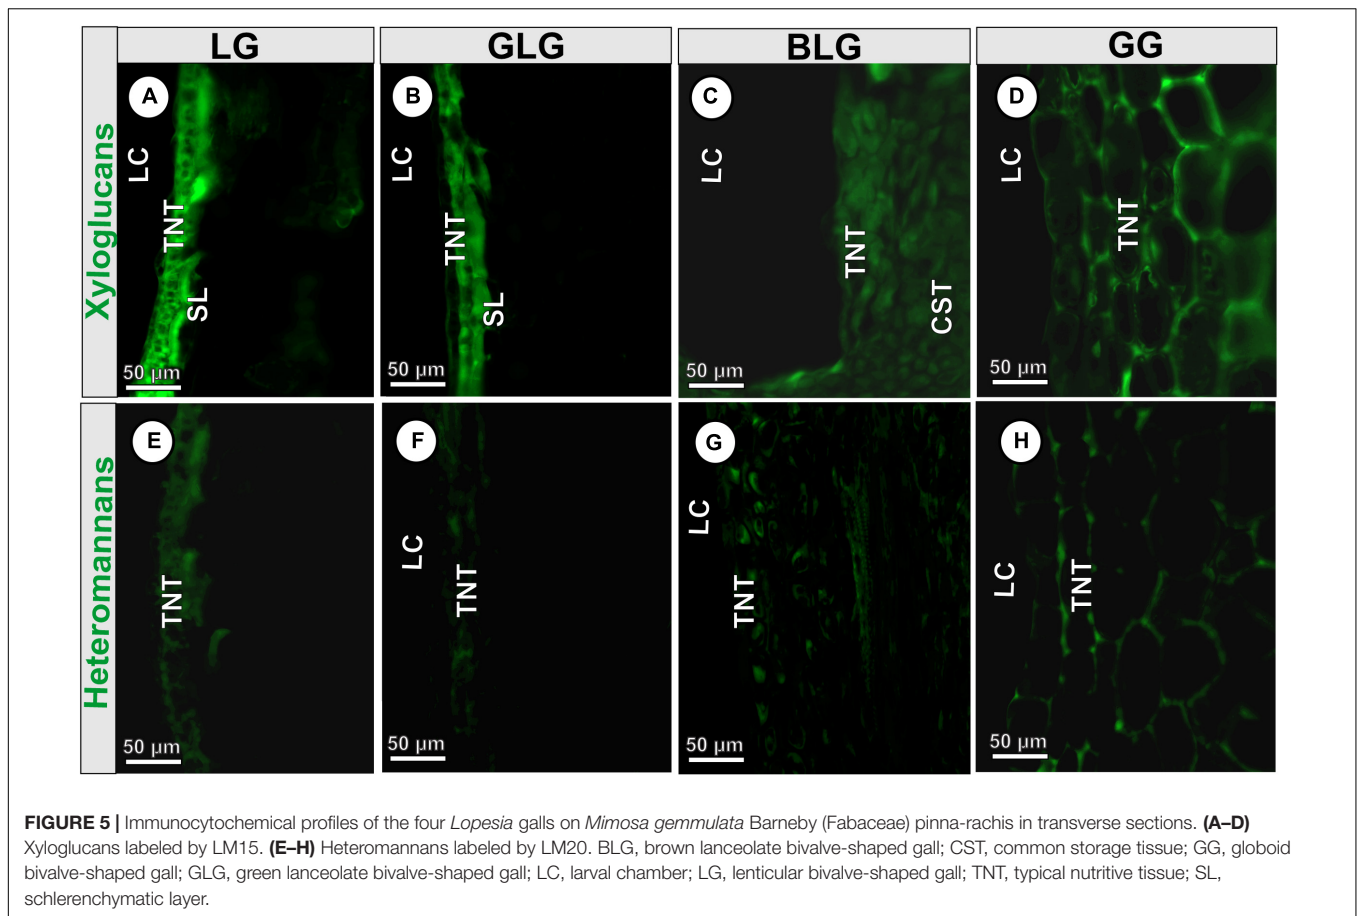 LG GLG BLG GG
Xyloglucans
A B C D
LC LC LC LC
TNT TNT TNT TNT
SL SL CST
50 µm 50 µm 50 µm 50 µm
Heteromannans
E F G H
LC LC LC
TNT TNT TNT TNT
50 µm 50 µm 50 µm 50 µm
FIGURE 5 | Immunocytochemical profiles of the four Lopesia galls on Mimosa gemmulata Barneby (Fabaceae) pinna-rachis in transverse sections. (A–D)
Xyloglucans labeled by LM15. (E–H) Heteromannans labeled by LM20. BLG, brown lanceolate bivalve-shaped gall; CST, common storage tissue; GG, globoid
bivalve-shaped gall; GLG, green lanceolate bivalve-shaped gall; LC, larval chamber; LG, lenticular bivalve-shaped gall; TNT, typical nutritive tissue; SL,
schlerenchymatic layer.